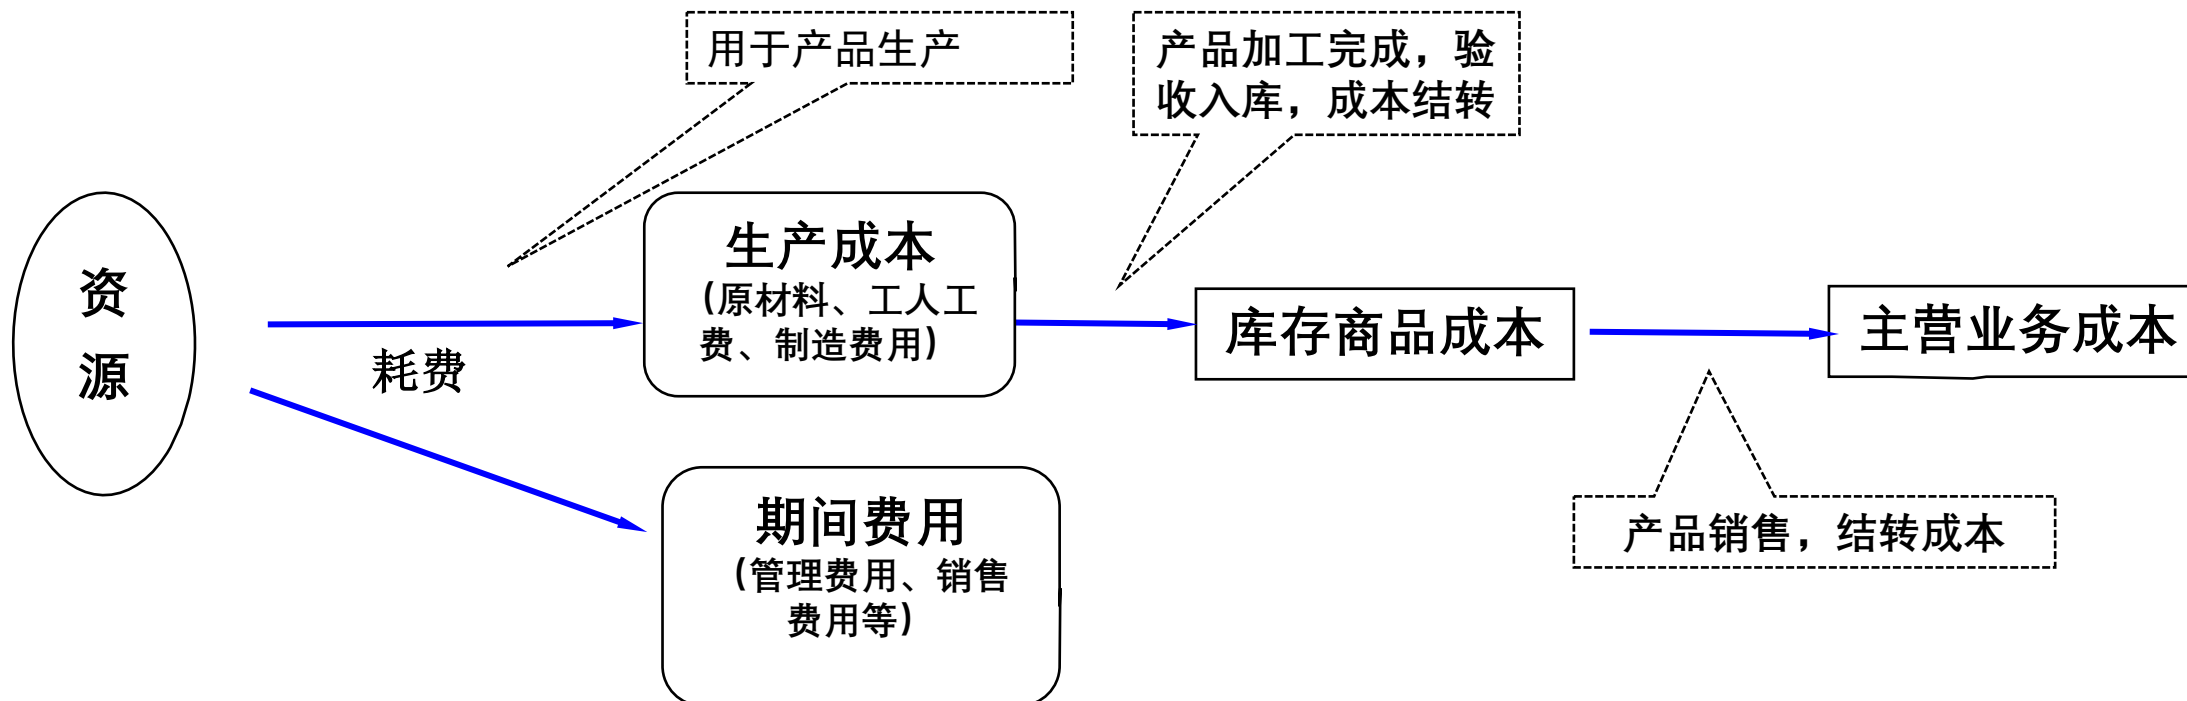 用于产品生产
产品加工完成，验
收入库，成本结转
资
源
耗费
生产成本
(原材料、工人工
费、制造费用)
库存商品成本
主营业务成本
期间费用
(管理费用、销售
费用等)
产品销售，结转成本